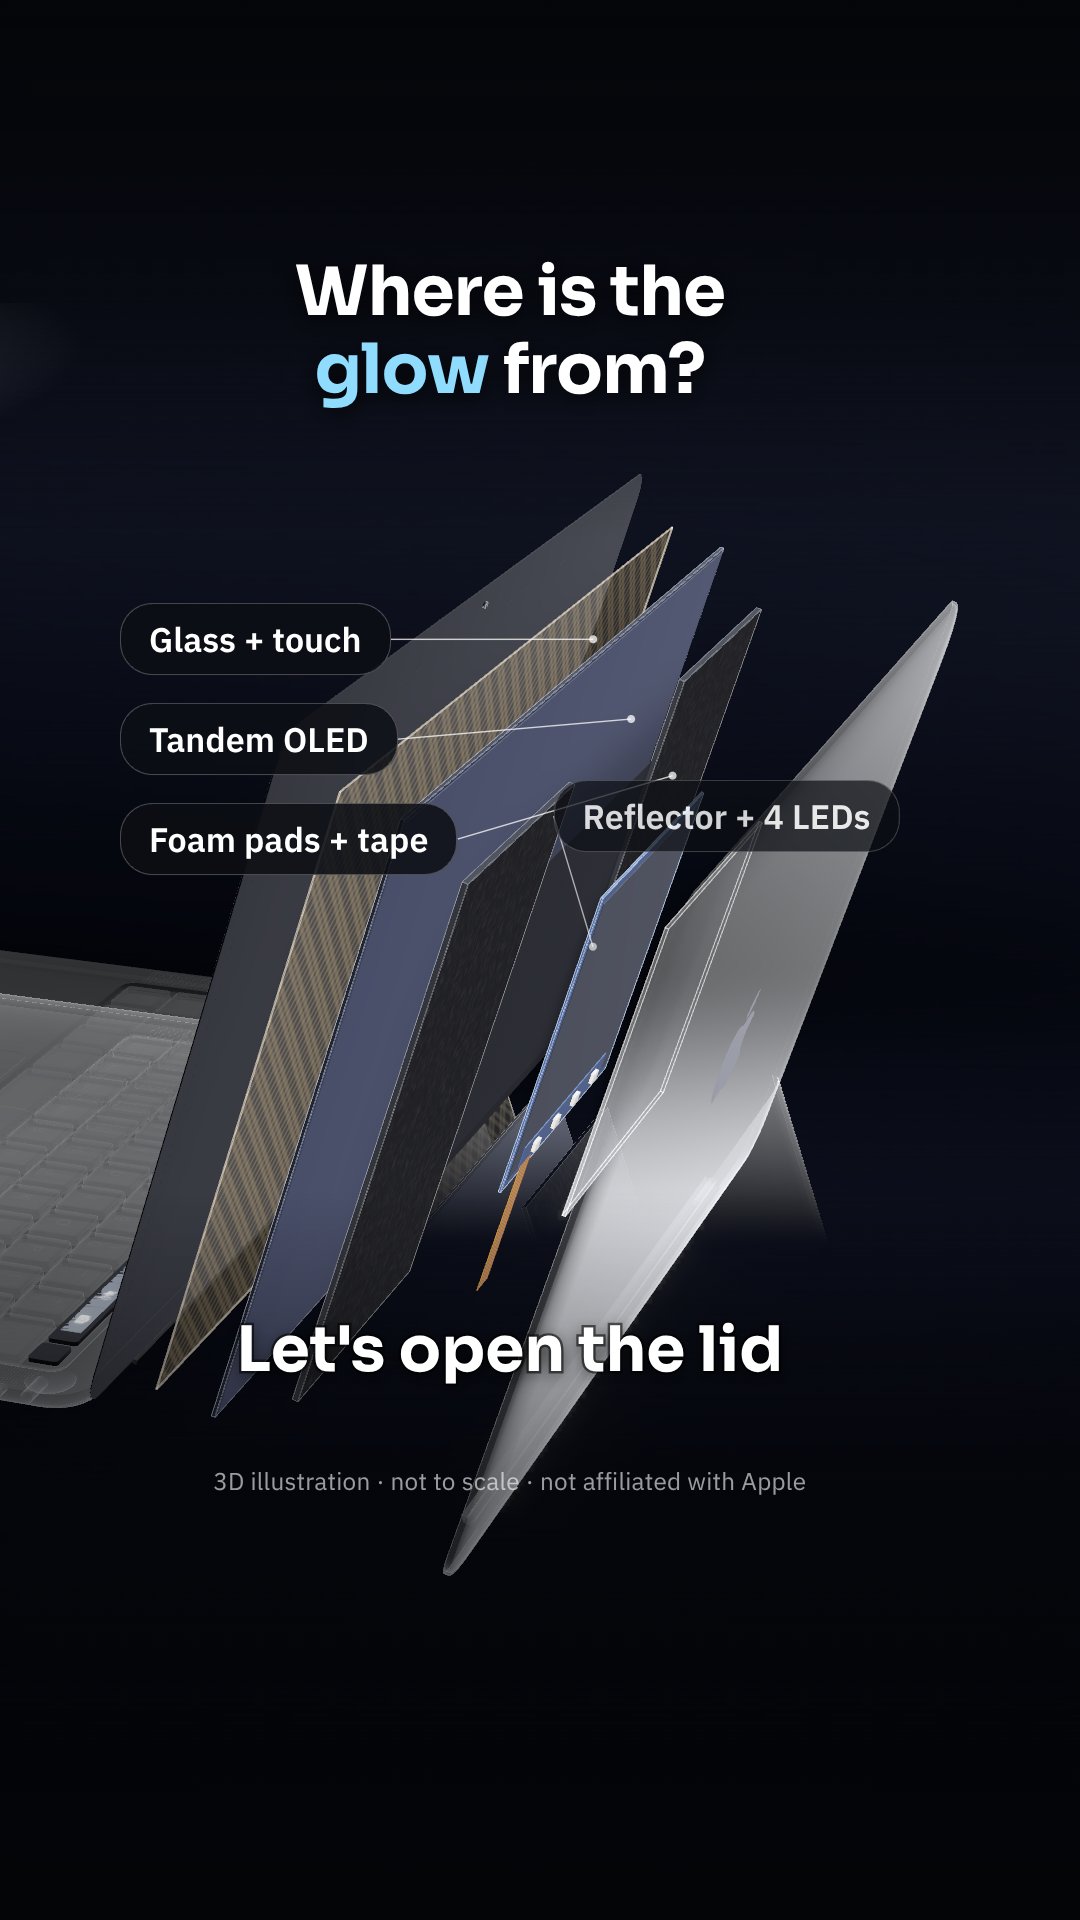 Where is the
glow from?
Glass + touch
Tandem OLED
Foam pads + tape
Reflector + 4 LEDs
Let's open the lid
3D illustration · not to scale · not affiliated with Apple